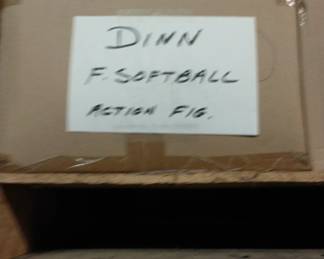 DINN
F. SOFTBALL
ACTION FIG.